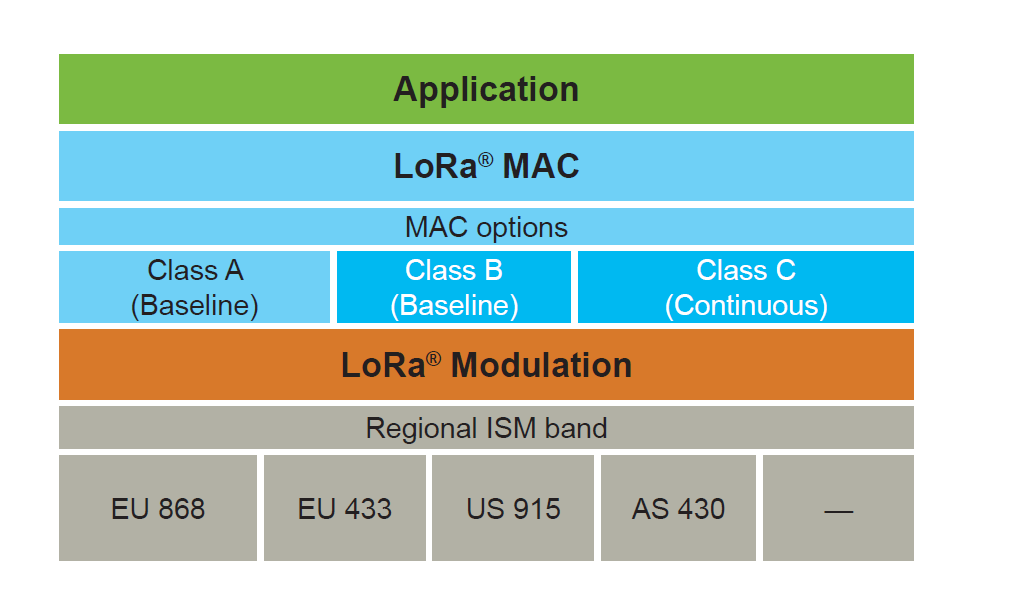 Application
LoRa® MAC
MAC options
Class A
(Baseline)
Class B
(Baseline)
Class C
(Continuous)
LoRa® Modulation
Regional ISM band
EU 868
EU 433
US 915
AS 430
—